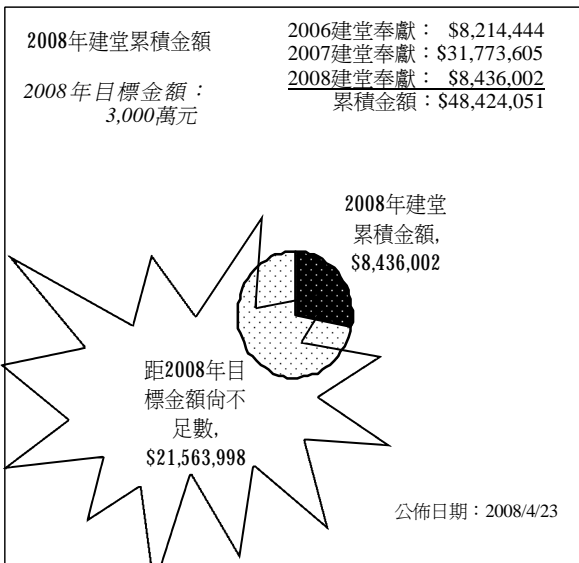 2008年建堂累積金額
2008年目標金額：
3,000萬元
2006建堂奉獻： $8,214,444
2007建堂奉獻：$31,773,605
2008建堂奉獻： $8,436,002
累積金額：$48,424,051
2008年建堂
累積金額,
$8,436,002
距2008年目
標金額尙不
足數,
$21,563,998
公佈日期：2008/4/23